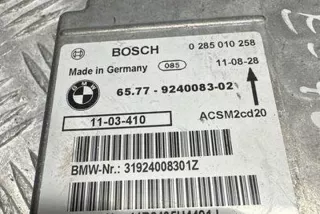 BOSCH 0 285 010 258
Made in Germany 085 11-08-28
65.77 - 9240083-02
11-03-410 ACSM2cd20
BMW-Nr.: 31924008301Z